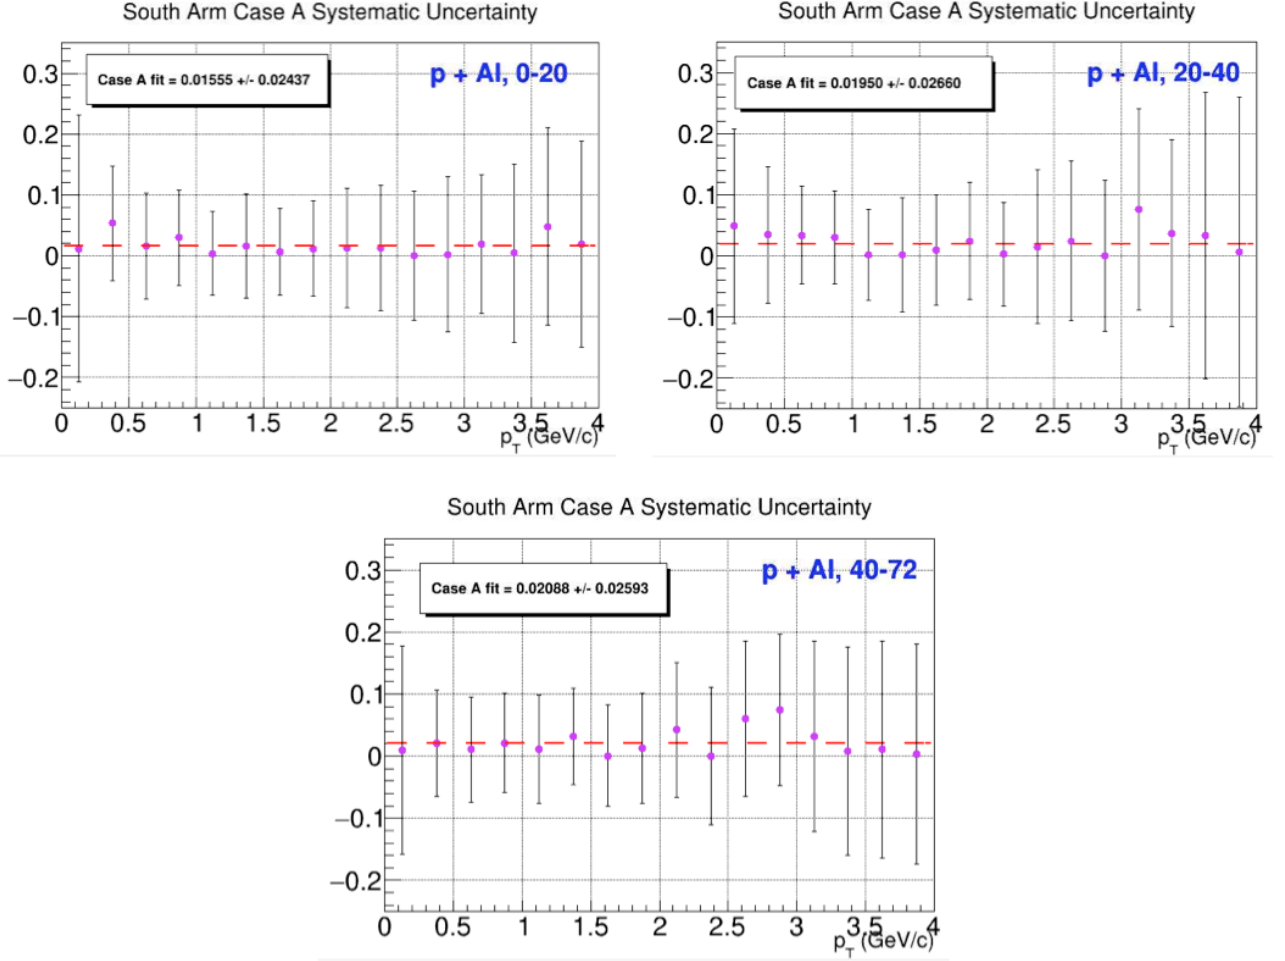 South Arm Case A Systematic Uncertainty
Case A fit = 0.01555 +/- 0.02437
p + Al, 0-20
0.3
0.2
0.1
0
−0.1
−0.2
0 0.5 1 1.5 2 2.5 3 3.5 4
pT (GeV/c)
South Arm Case A Systematic Uncertainty
Case A fit = 0.01950 +/- 0.02660
p + Al, 20-40
0.3
0.2
0.1
0
−0.1
−0.2
0 0.5 1 1.5 2 2.5 3 3.5 4
pT (GeV/c)
South Arm Case A Systematic Uncertainty
Case A fit = 0.02088 +/- 0.02593
p + Al, 40-72
0.3
0.2
0.1
0
−0.1
−0.2
0 0.5 1 1.5 2 2.5 3 3.5 4
pT (GeV/c)